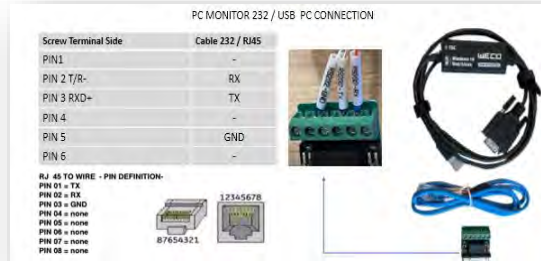 PC MONITOR 232 / USB PC CONNECTION
Screw Terminal Side Cable 232 / RJ45
PIN1 -
PIN 2 T/R- RX
PIN 3 RXD+ TX
PIN 4 -
PIN 5 GND
PIN 6 -
RJ 45 TO WIRE - PIN DEFINITION-
PIN 01 = TX
PIN 02 = RX
PIN 03 = GND
PIN 04 = none
PIN 05 = none
PIN 06 = none
PIN 07 = none
PIN 08 = none
12345678
87654321
WECO